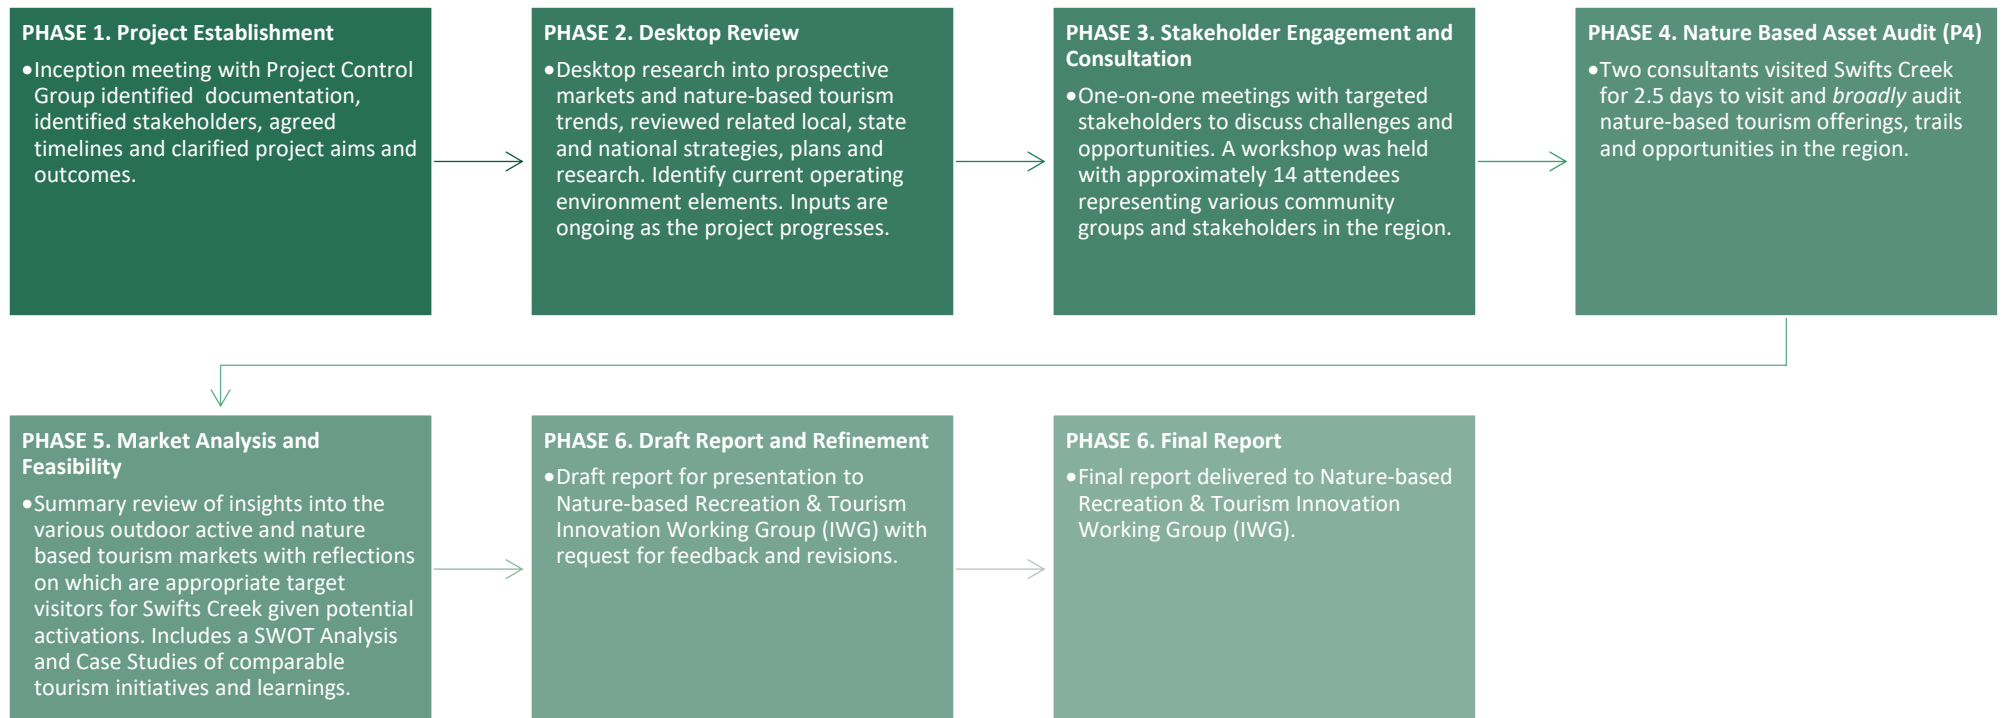 PHASE 1. Project Establishment
•Inception meeting with Project Control
Group identified  documentation,
identified stakeholders, agreed
timelines and clarified project aims and
outcomes.
PHASE 2. Desktop Review
•Desktop research into prospective
markets and nature-based tourism
trends, reviewed related local, state
and national strategies, plans and
research. Identify current operating
environment elements. Inputs are
ongoing as the project progresses.
PHASE 3. Stakeholder Engagement and
Consultation
•One-on-one meetings with targeted
stakeholders to discuss challenges and
opportunities. A workshop was held
with approximately 14 attendees
representing various community
groups and stakeholders in the region.
PHASE 4. Nature Based Asset Audit (P4)
•Two consultants visited Swifts Creek
for 2.5 days to visit and broadly audit
nature-based tourism offerings, trails
and opportunities in the region.
PHASE 5. Market Analysis and
Feasibility
•Summary review of insights into the
various outdoor active and nature
based tourism markets with reflections
on which are appropriate target
visitors for Swifts Creek given potential
activations. Includes a SWOT Analysis
and Case Studies of comparable
tourism initiatives and learnings.
PHASE 6. Draft Report and Refinement
•Draft report for presentation to
Nature-based Recreation & Tourism
Innovation Working Group (IWG) with
request for feedback and revisions.
PHASE 6. Final Report
•Final report delivered to Nature-based
Recreation & Tourism Innovation
Working Group (IWG).